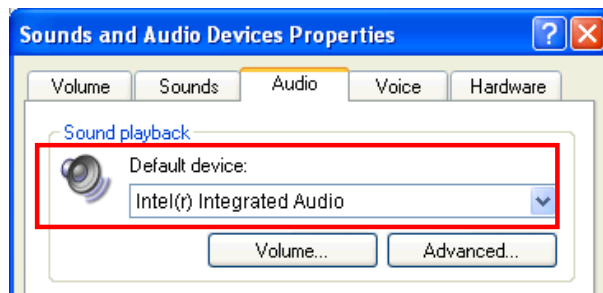 Sounds and Audio Devices Properties
Volume Sounds Audio Voice Hardware
Sound playback
Default device:
Intel(r) Integrated Audio
Volume... Advanced...